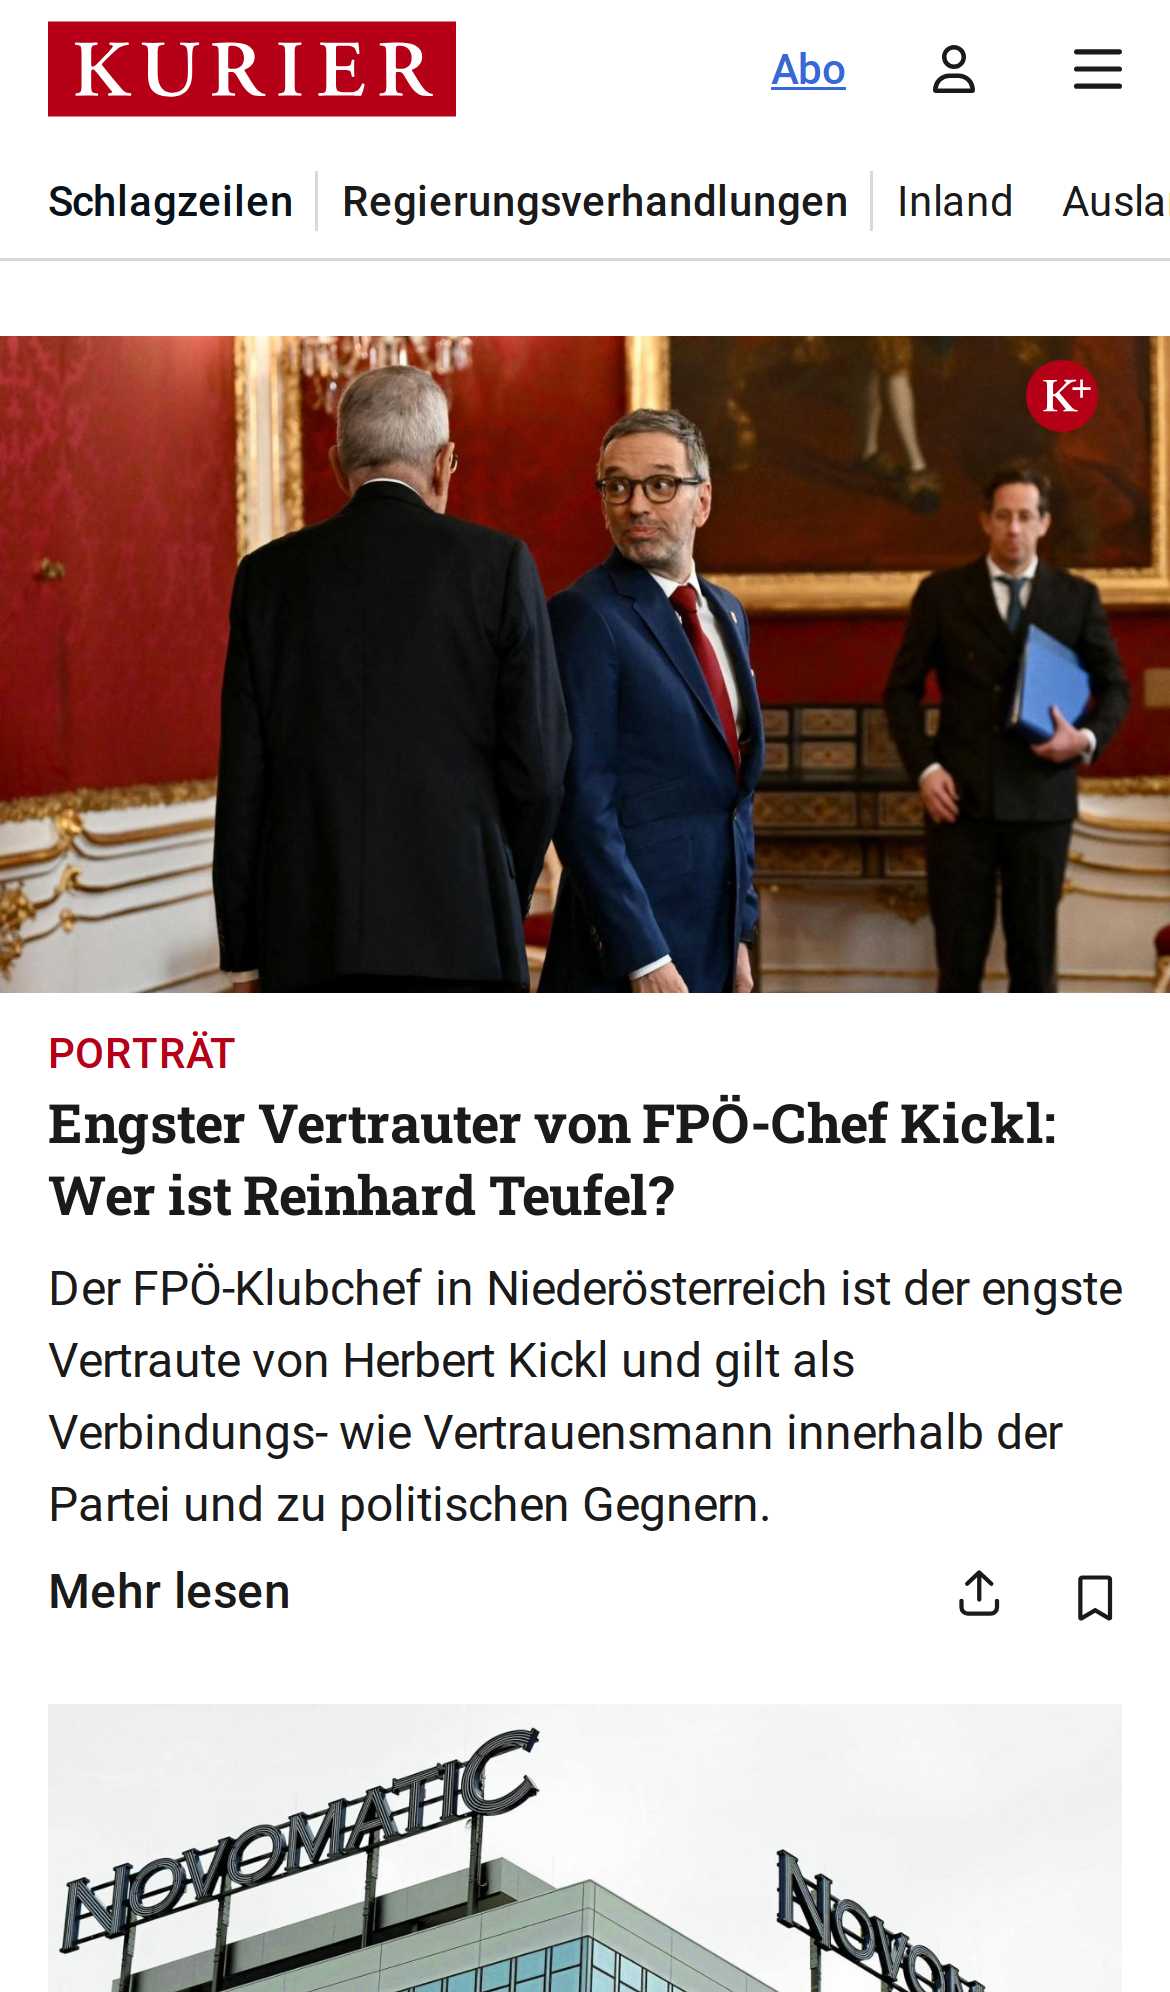 KURIER
Abo
Schlagzeilen
Regierungsverhandlungen
Inland
Ausla
K+
PORTRÄT
Engster Vertrauter von FPÖ-Chef Kickl:
Wer ist Reinhard Teufel?
Der FPÖ-Klubchef in Niederösterreich ist der engste
Vertraute von Herbert Kickl und gilt als
Verbindungs- wie Vertrauensmann innerhalb der
Partei und zu politischen Gegnern.
Mehr lesen
NOVOMATIC
NOVOM